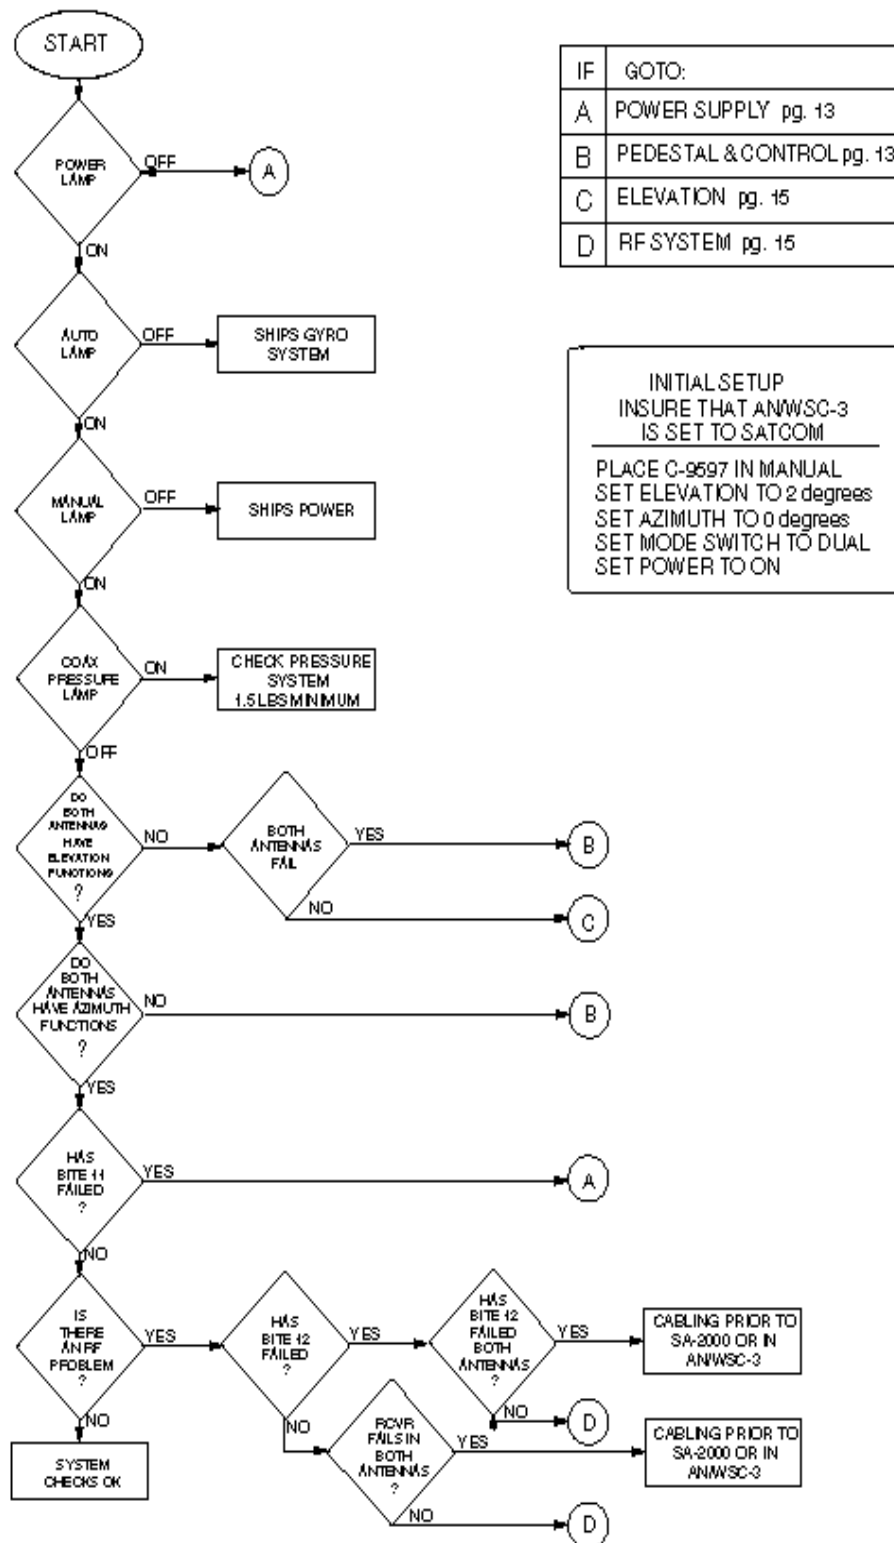 START
POWER
LAMP
OFF
A
ON
AUTO
LAMP
OFF
SHIPS GYRO
SYSTEM
ON
MANUAL
LAMP
OFF
SHIPS POWER
ON
COAX
PRESSURE
LAMP
ON
CHECK PRESSURE
SYSTEM
1.5 LBS MINIMUM
OFF
DO
BOTH
ANTENNAS
HAVE
ELEVATION
FUNCTIONS
?
NO
BOTH
ANTENNAS
FAIL
YES
B
NO
C
YES
DO
BOTH
ANTENNAS
HAVE AZIMUTH
FUNCTIONS
?
NO
B
YES
HAS
BITE 11
FAILED
?
YES
A
NO
IS
THERE
AN RF
PROBLEM
?
YES
HAS
BITE 12
FAILED
?
YES
HAS
BITE 12
FAILED
BOTH
ANTENNAS
?
YES
CABLING PRIOR TO
SA-2000 OR IN
AN/WSC-3
NO
D
NO
RCVR
FAILS IN
BOTH
ANTENNAS
?
YES
CABLING PRIOR TO
SA-2000 OR IN
AN/WSC-3
NO
D
NO
SYSTEM
CHECKS OK
IF GOTO:
A POWER SUPPLY pg. 13
B PEDESTAL & CONTROL pg. 13
C ELEVATION pg. 15
D RF SYSTEM pg. 15
INITIAL SETUP
INSURE THAT AN/WSC-3
IS SET TO SATCOM
PLACE C-9597 IN MANUAL
SET ELEVATION TO 2 degrees
SET AZIMUTH TO 0 degrees
SET MODE SWITCH TO DUAL
SET POWER TO ON